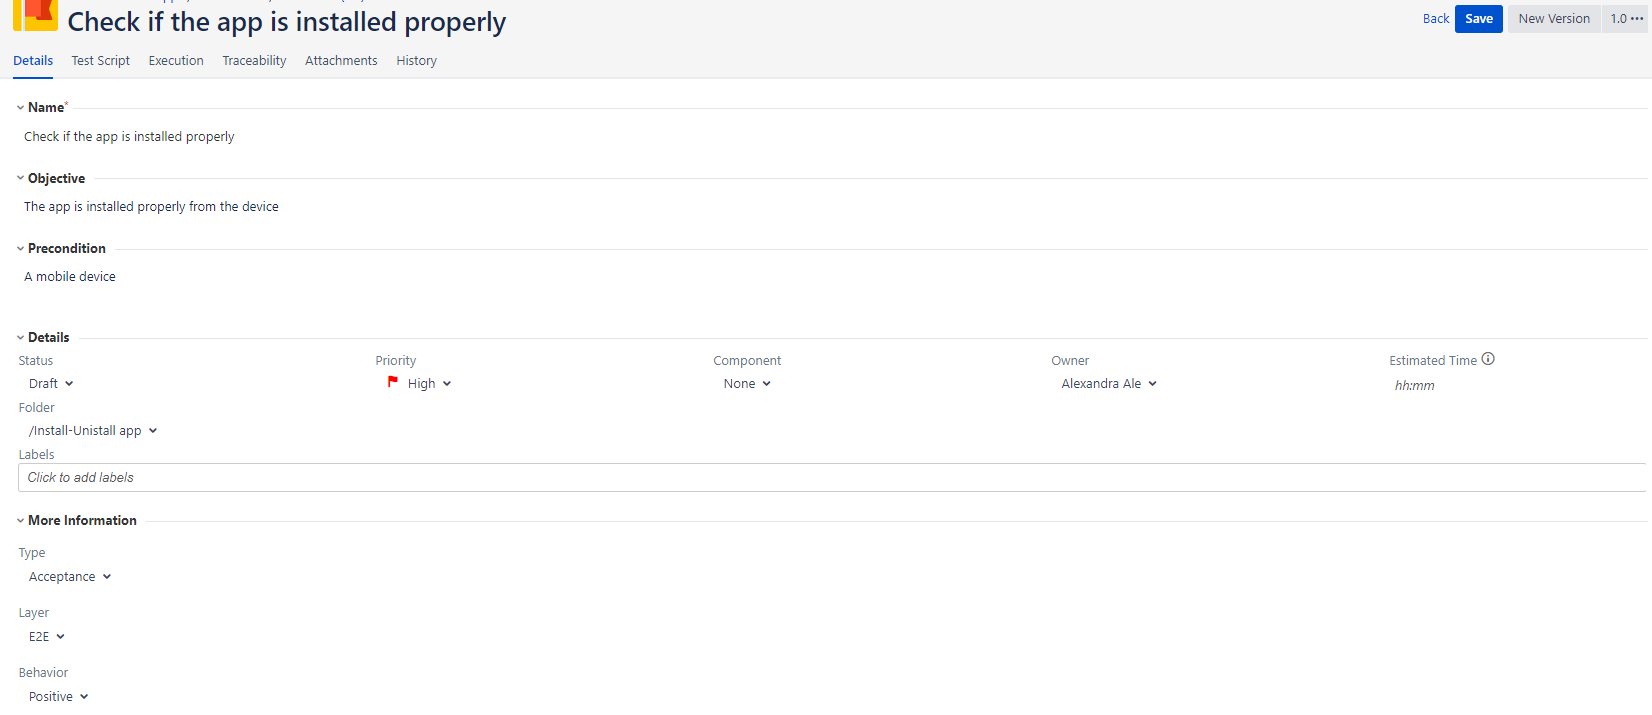 Check if the app is installed properly
Back Save New Version 1.0 •••
Details Test Script Execution Traceability Attachments History
Name*
Check if the app is installed properly
Objective
The app is installed properly from the device
Precondition
A mobile device
Details
Status Priority Component Owner Estimated Time
Draft High None Alexandra Ale hh:mm
Folder
/Install-Unistall app
Labels
Click to add labels
More Information
Type
Acceptance
Layer
E2E
Behavior
Positive